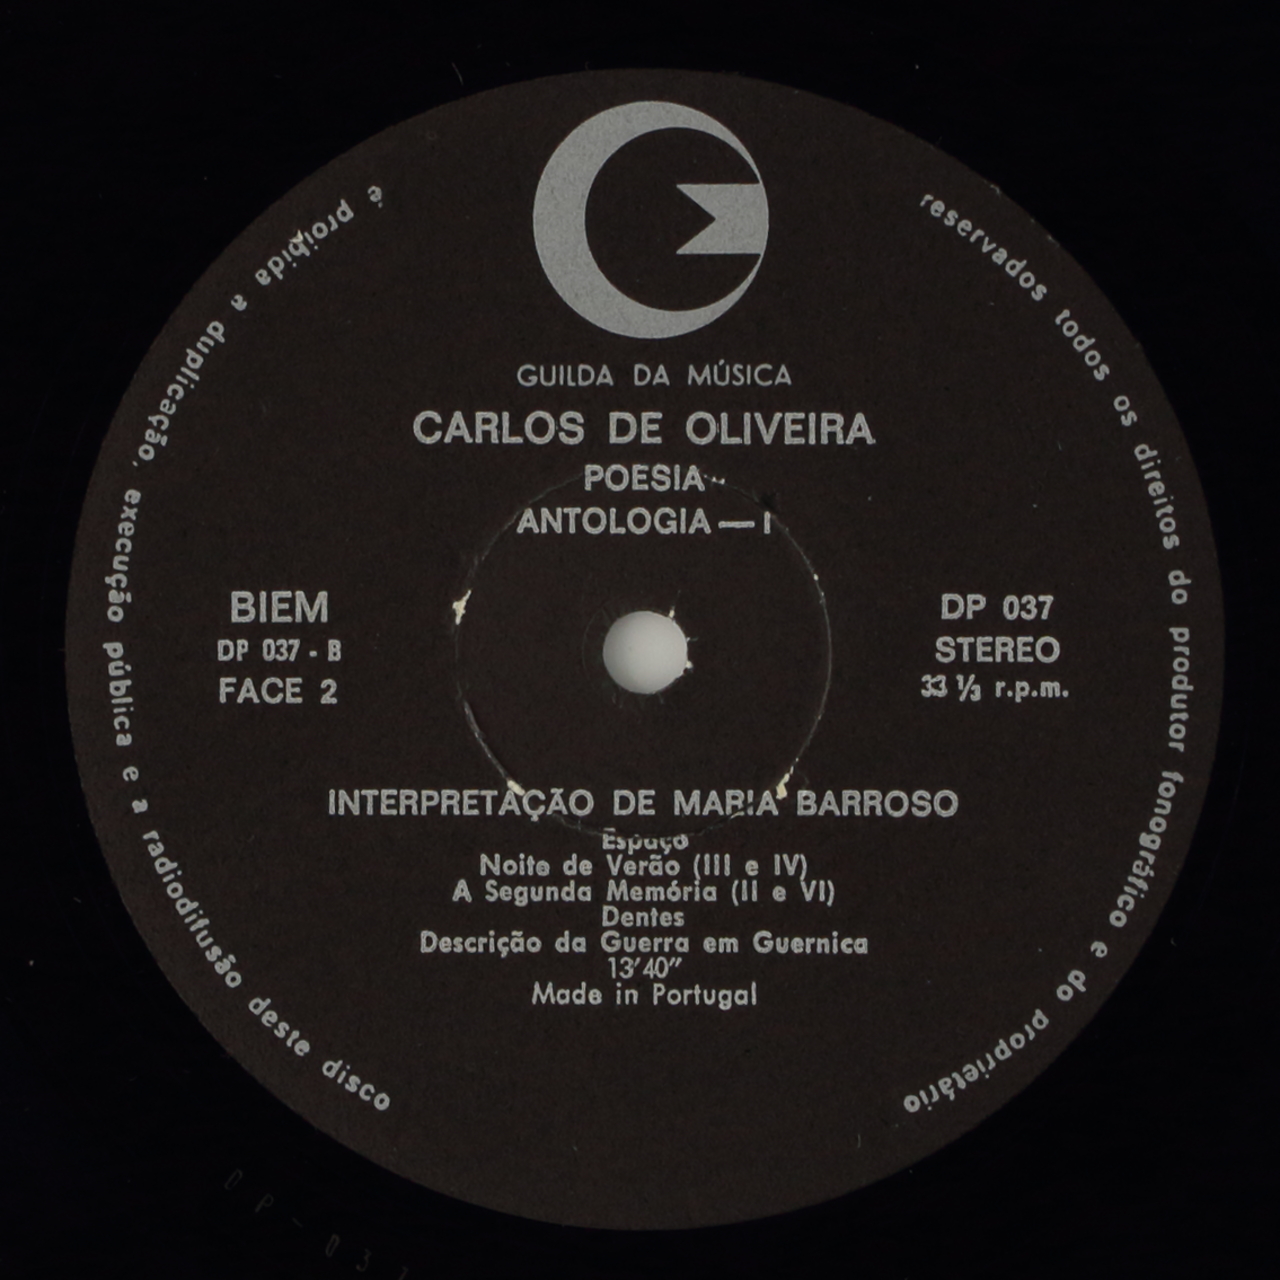 GUILDA DA MÚSICA
CARLOS DE OLIVEIRA
POESIA
ANTOLOGIA — I
BIEM
DP 037 - B
FACE 2
DP 037
STEREO
33 ⅓ r.p.m.
INTERPRETAÇÃO DE MARIA BARROSO
Espaço
Noite de Verão (III e IV)
A Segunda Memória (II e VI)
Dentes
Descrição da Guerra em Guernica
13'40"
Made in Portugal
reservados todos os direitos do produtor fonográfico e do proprietário
é proibida a duplicação, execução pública e a radiodifusão deste disco
DP-037